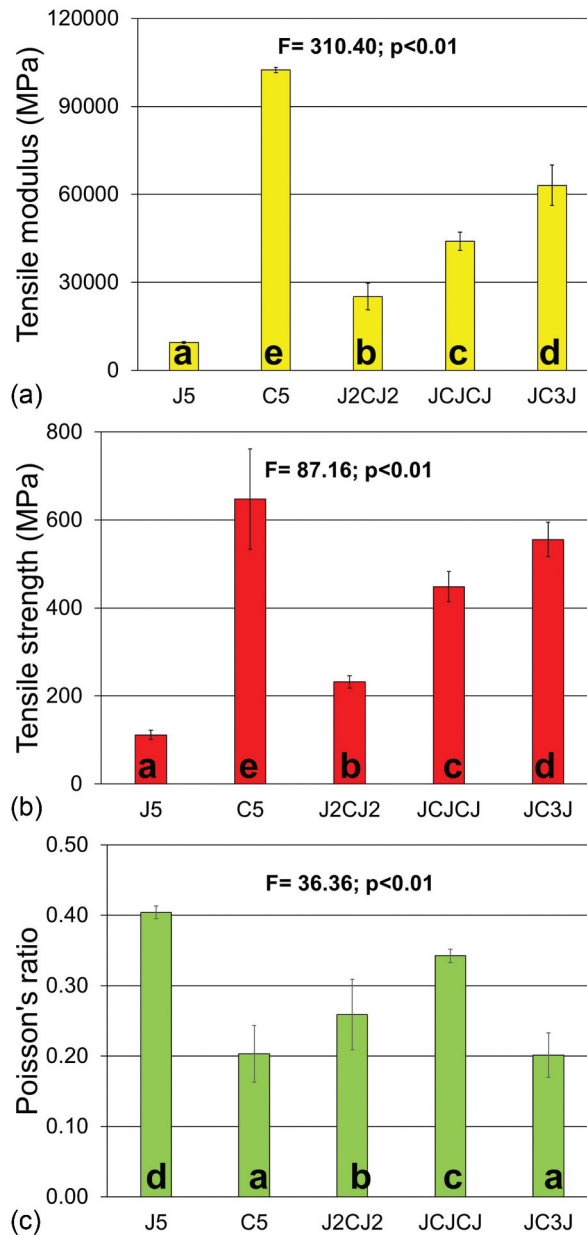 120000
F= 310.40; p<0.01
90000
60000
30000
0
Tensile modulus (MPa)
a e b c d
J5 C5 J2CJ2 JCJCJ JC3J
(a)
800
F= 87.16; p<0.01
600
400
200
0
Tensile strength (MPa)
a e b c d
J5 C5 J2CJ2 JCJCJ JC3J
(b)
0.50
F= 36.36; p<0.01
0.40
0.30
0.20
0.10
0.00
Poisson's ratio
d a b c a
J5 C5 J2CJ2 JCJCJ JC3J
(c)